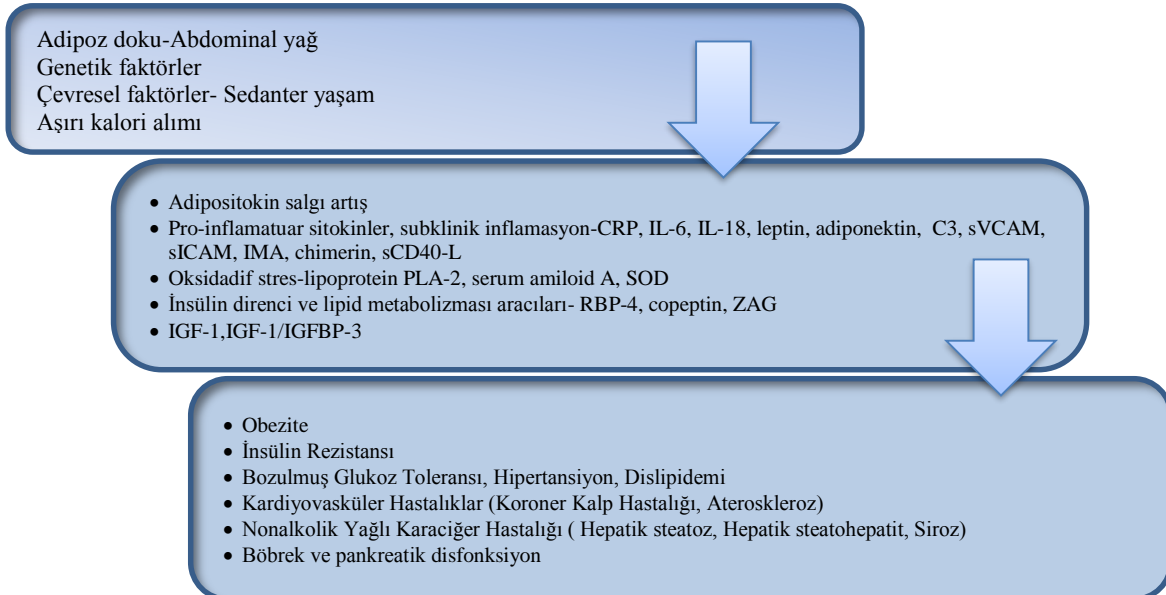 Adipoz doku-Abdominal yağ
Genetik faktörler
Çevresel faktörler- Sedanter yaşam
Aşırı kalori alımı
• Adipositokin salgı artış
• Pro-inflamatuar sitokinler, subklinik inflamasyon-CRP, IL-6, IL-18, leptin, adiponektin, C3, sVCAM,
sICAM, IMA, chimerin, sCD40-L
• Oksidadif stres-lipoprotein PLA-2, serum amiloid A, SOD
• İnsülin direnci ve lipid metabolizması aracıları- RBP-4, copeptin, ZAG
• IGF-1,IGF-1/IGFBP-3
• Obezite
• İnsülin Rezistansı
• Bozulmuş Glukoz Toleransı, Hipertansiyon, Dislipidemi
• Kardiyovasküler Hastalıklar (Koroner Kalp Hastalığı, Ateroskleroz)
• Nonalkolik Yağlı Karaciğer Hastalığı ( Hepatik steatoz, Hepatik steatohepatit, Siroz)
• Böbrek ve pankreatik disfonksiyon